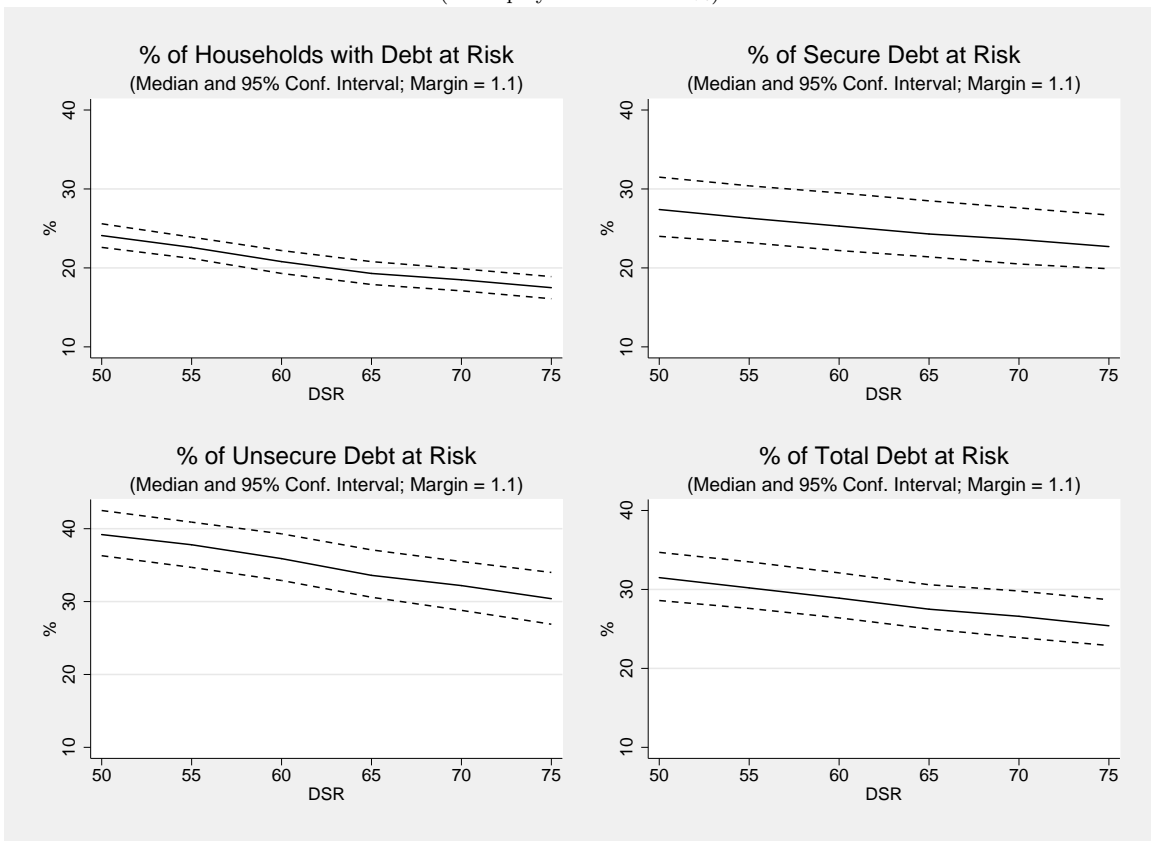 % of Households with Debt at Risk
(Median and 95% Conf. Interval; Margin = 1.1)
40
30
20
10
%
50 55 60 65 70 75
DSR
% of Secure Debt at Risk
(Median and 95% Conf. Interval; Margin = 1.1)
40
30
20
10
%
50 55 60 65 70 75
DSR
% of Unsecure Debt at Risk
(Median and 95% Conf. Interval; Margin = 1.1)
40
30
20
10
%
50 55 60 65 70 75
DSR
% of Total Debt at Risk
(Median and 95% Conf. Interval; Margin = 1.1)
40
30
20
10
%
50 55 60 65 70 75
DSR